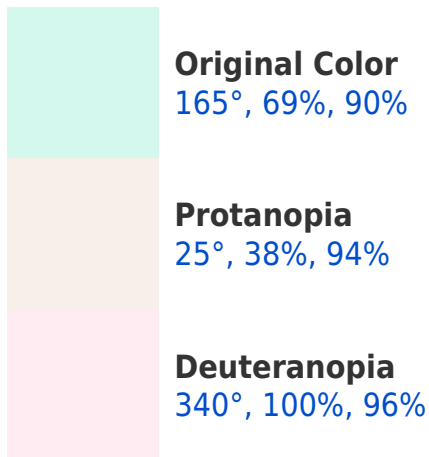 Original Color
165°, 69%, 90%
Protanopia
25°, 38%, 94%
Deuteranopia
340°, 100%, 96%